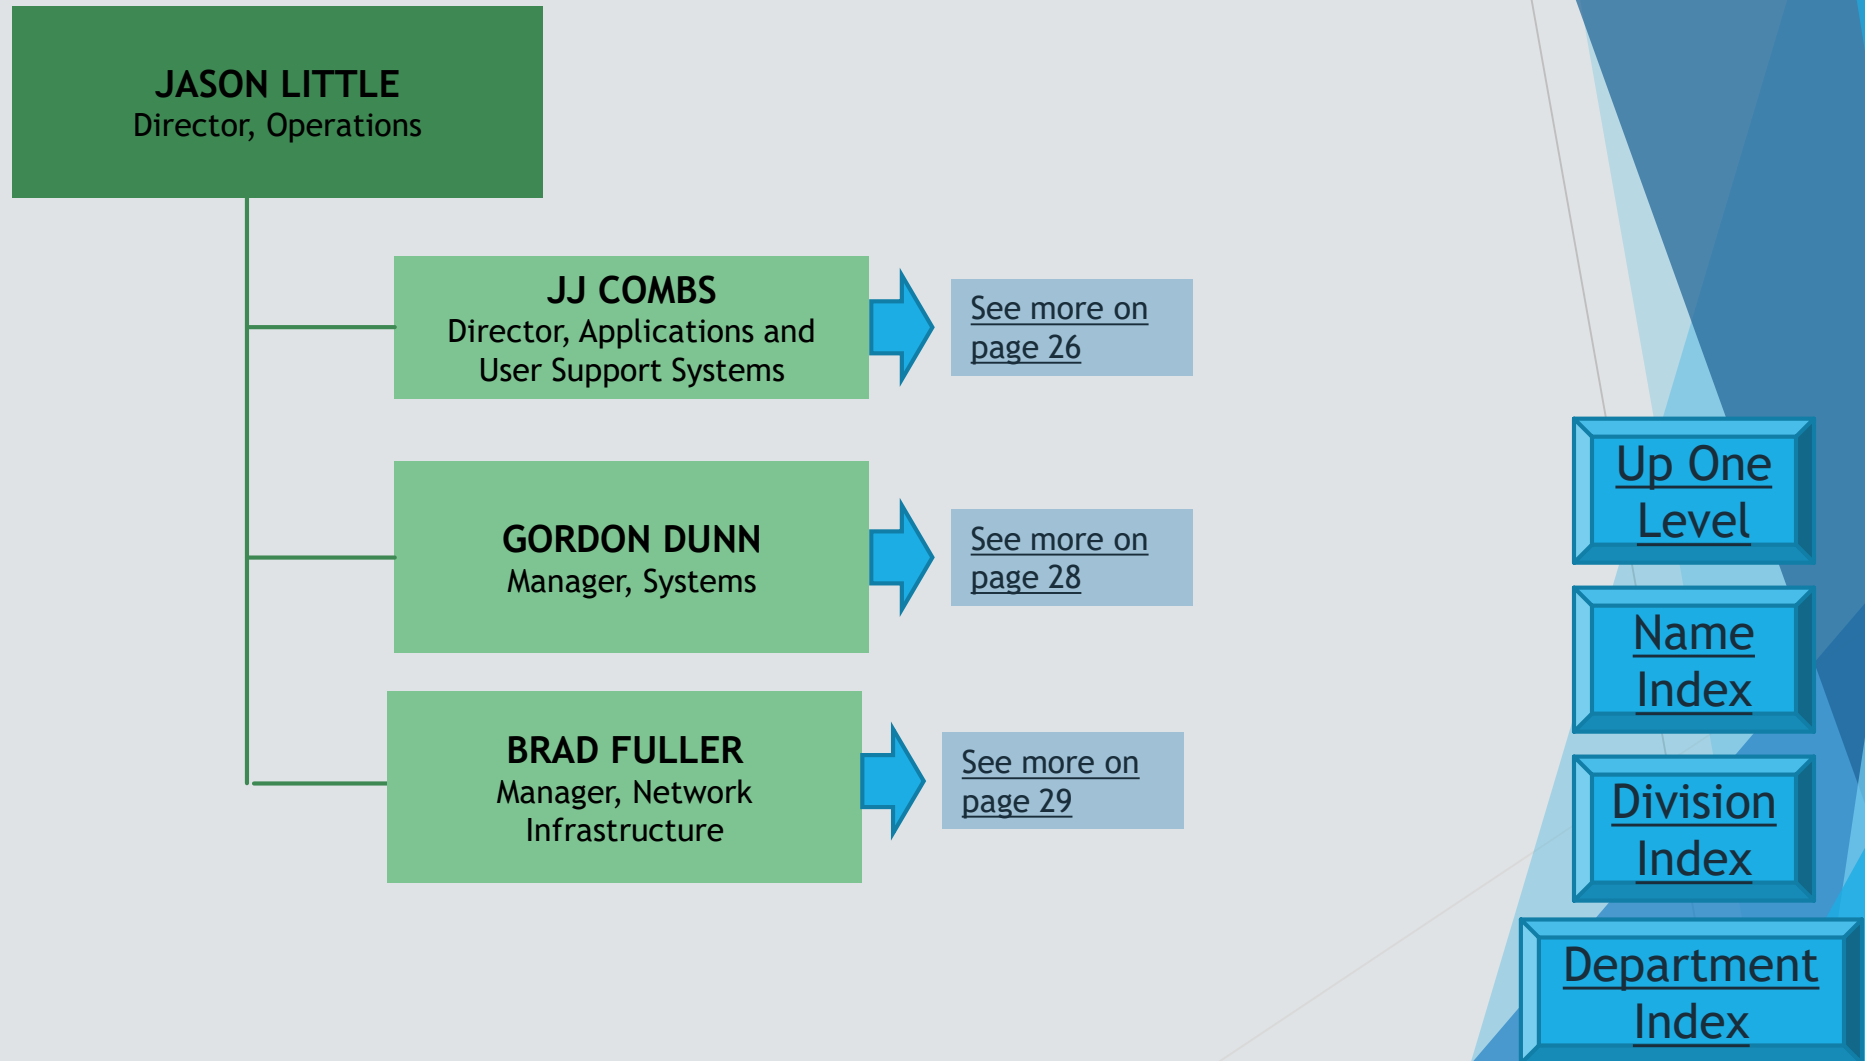 JASON LITTLE
Director, Operations
JJ COMBS
Director, Applications and
User Support Systems
See more on
page 26
GORDON DUNN
Manager, Systems
See more on
page 28
BRAD FULLER
Manager, Network
Infrastructure
See more on
page 29
Up One
Level
Name
Index
Division
Index
Department
Index